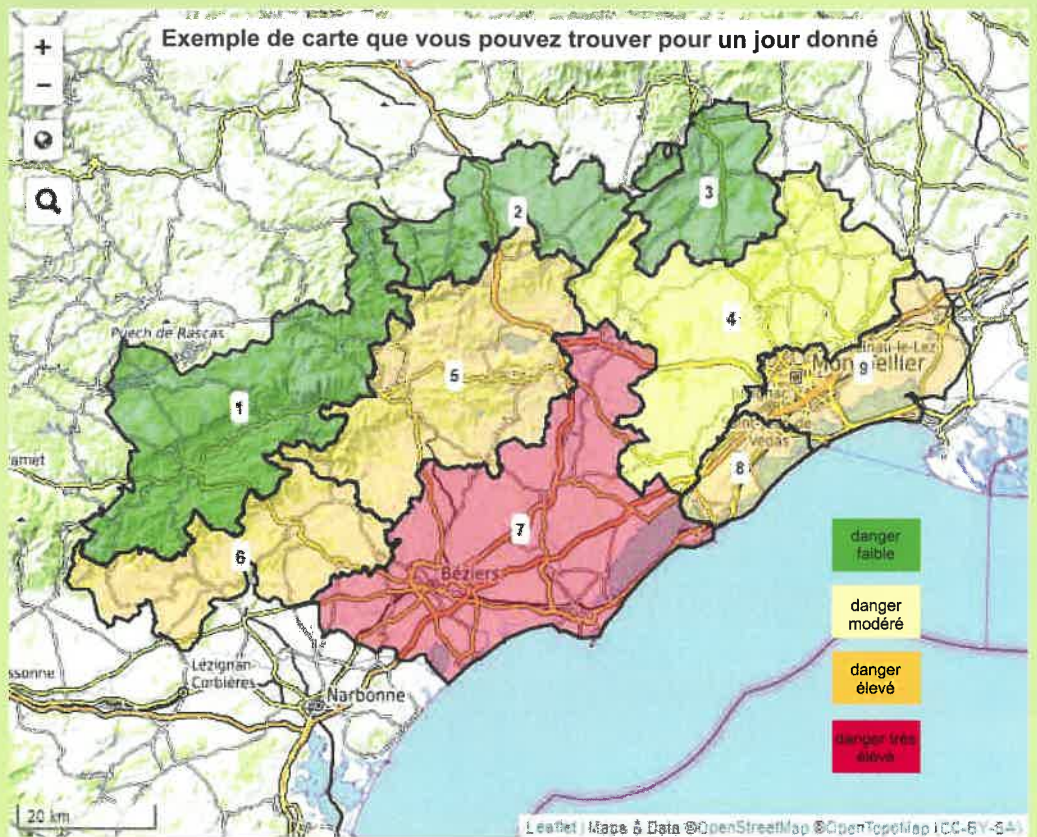 Exemple de carte que vous pouvez trouver pour un jour donné
+
−
2
3
Puech de Rascas
4
9
Montpellier
5
1
8
7
6
Béziers
danger
faible
danger
modéré
danger
élevé
danger très
élevé
Lézignan-
Corbières
Narbonne
20 km
Leaflet | Maps & Data ©OpenStreetMap ©OpenTopoMap (CC-BY-SA)